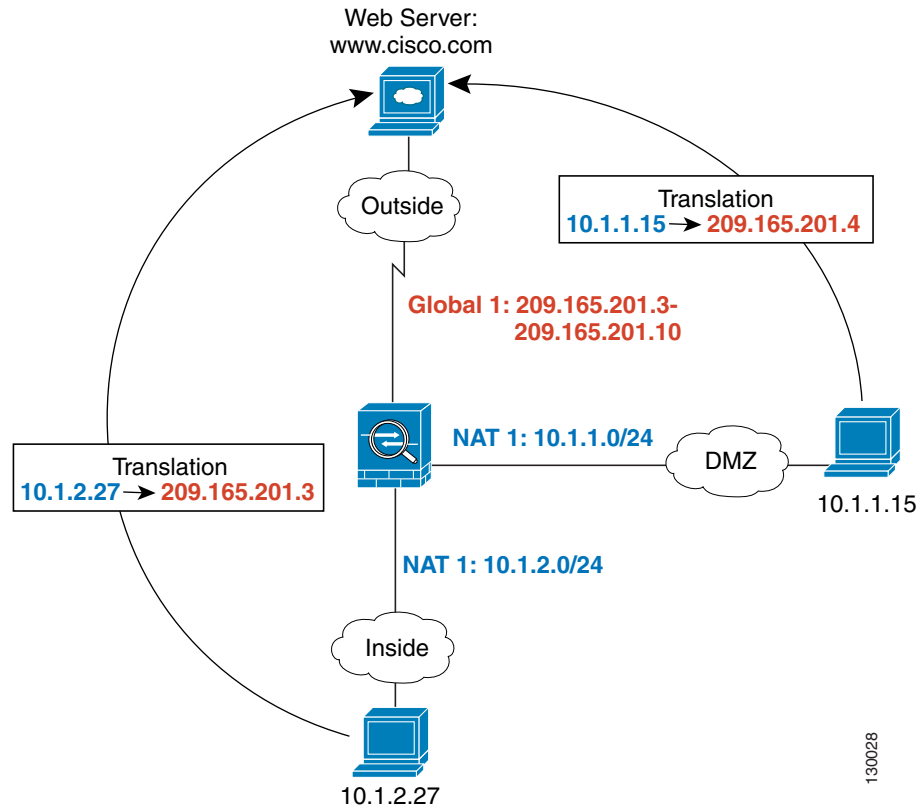 Web Server:
www.cisco.com
Outside
Translation
10.1.1.15 → 209.165.201.4
Global 1: 209.165.201.3-
209.165.201.10
NAT 1: 10.1.1.0/24
DMZ
10.1.1.15
Translation
10.1.2.27 → 209.165.201.3
NAT 1: 10.1.2.0/24
Inside
10.1.2.27
130028